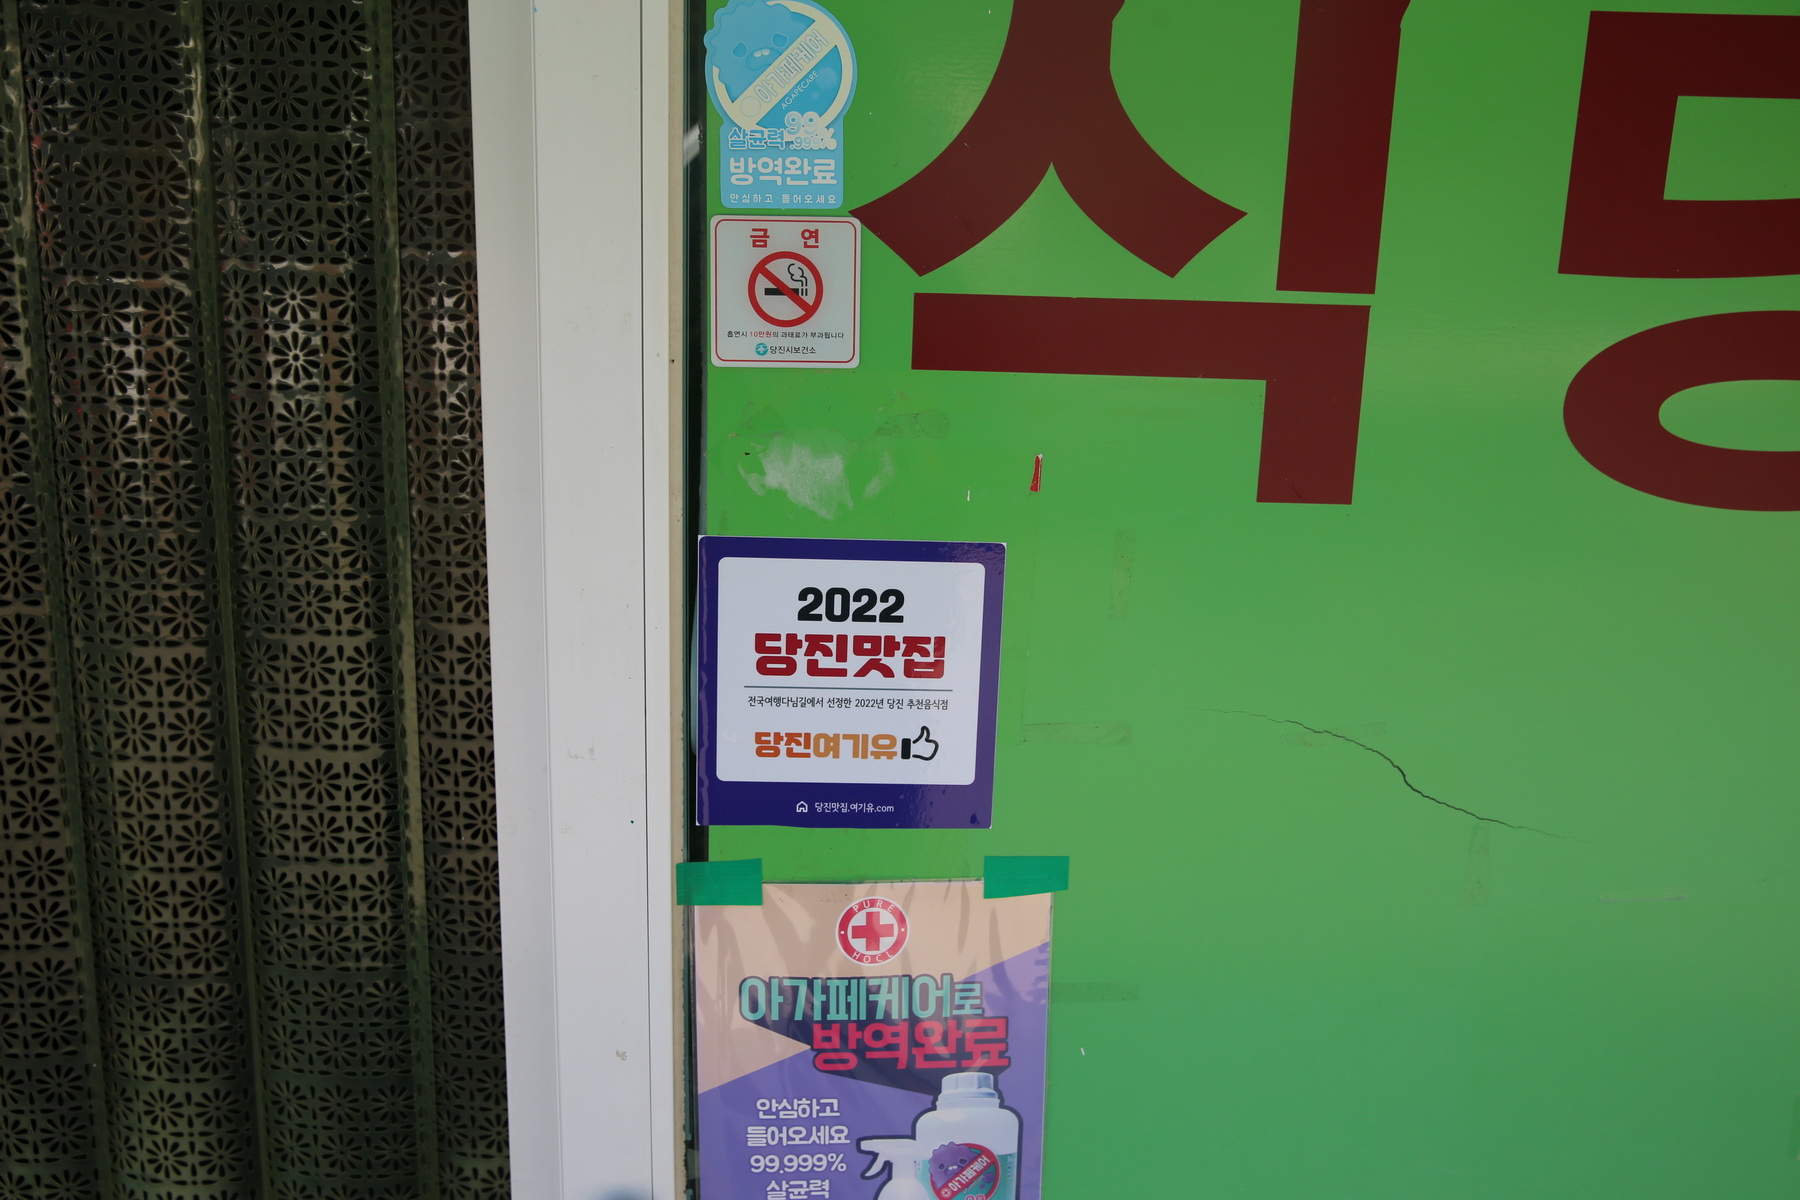 아가페케어
AGAPECARE
살균력 99.999%
방역완료
안심하고 들어오세요
금 연
흡연시 10만원의 과태료가 부과됩니다
당진시보건소
식당
2022
당진맛집
전국여행다님길에서 선정한 2022년 당진 추천음식점
당진여기유
당진맛집.여기유.com
PURE
HOCL
아가페케어로
방역완료
안심하고
들어오세요
99.999%
살균력
아가페케어